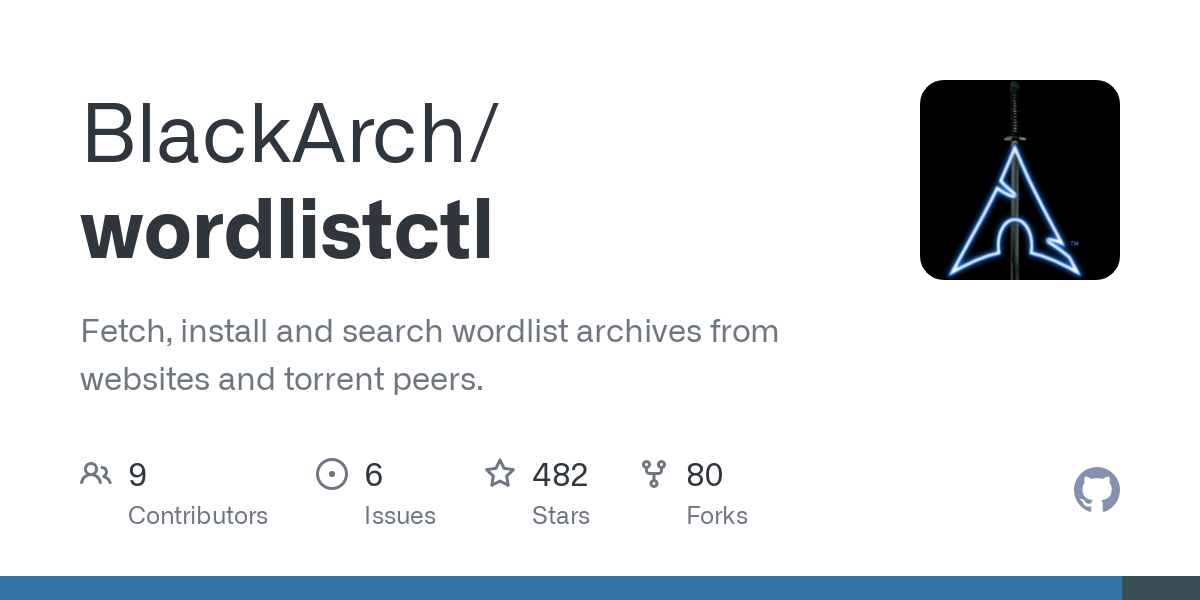 BlackArch/
wordlistctl
Fetch, install and search wordlist archives from
websites and torrent peers.
9 6 482 80
Contributors Issues Stars Forks
TM